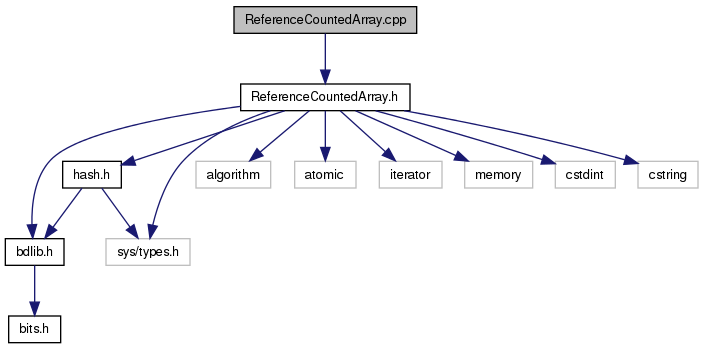 ReferenceCountedArray.cpp
ReferenceCountedArray.h
hash.h
algorithm
atomic
iterator
memory
cstdint
cstring
bdlib.h
sys/types.h
bits.h